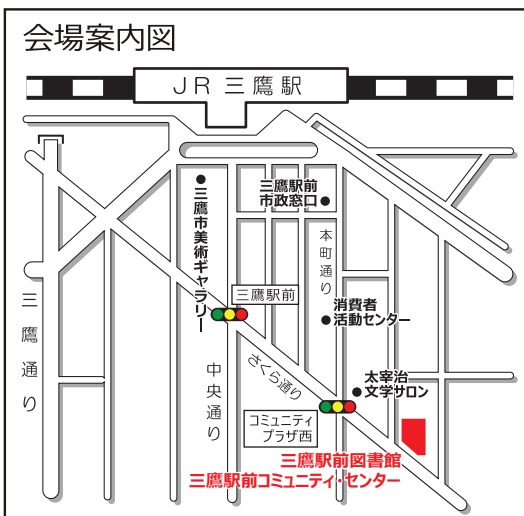 会場案内図
JR三鷹駅
三鷹駅前
市政窓口
三鷹市美術ギャラリー
本町通り
三鷹駅前
消費者
活動センター
三鷹通り
中央通り
さくら通り
太宰治
文学サロン
コミュニティ
プラザ西
三鷹駅前図書館
三鷹駅前コミュニティ・センター